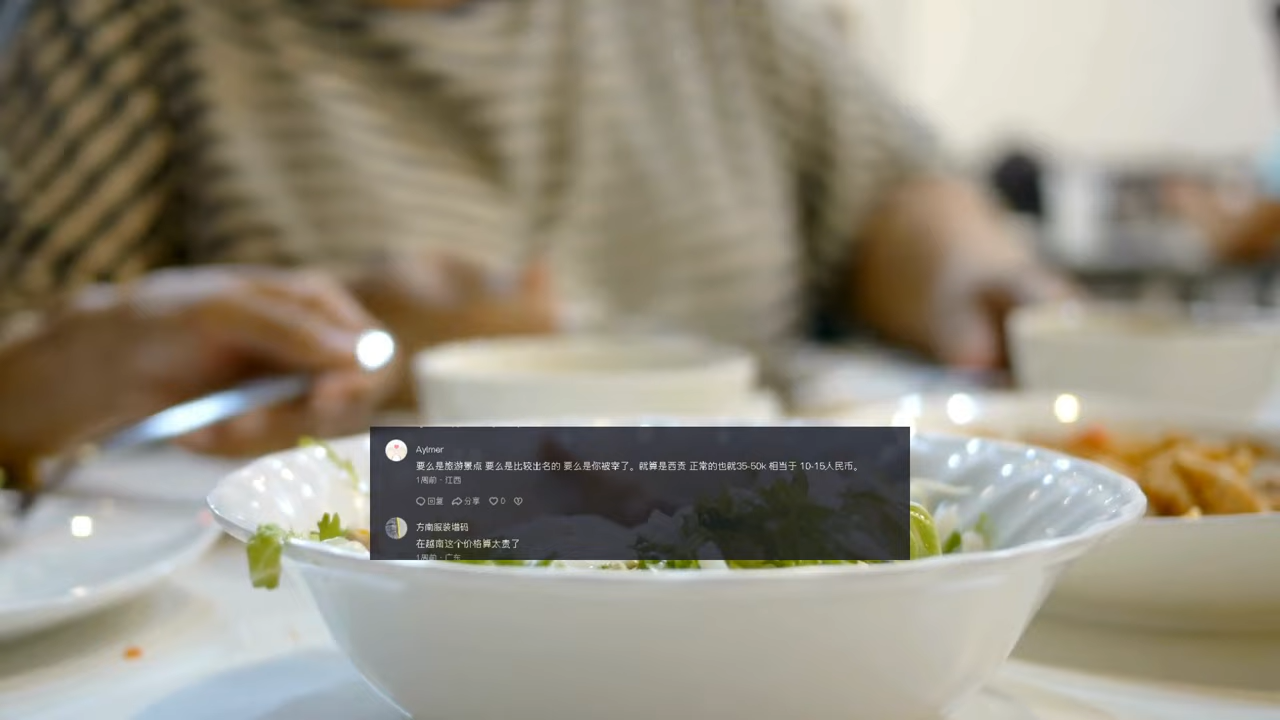 Aylmer
要么是旅游景点 要么是比较出名的 要么是你被宰了。就算是西贡 正常的也就35-50k 相当于 10-15人民币。
1周前 · 江西
回复 分享 0
方南服装墙码
在越南这个价格算太贵了
1周前 · 广东